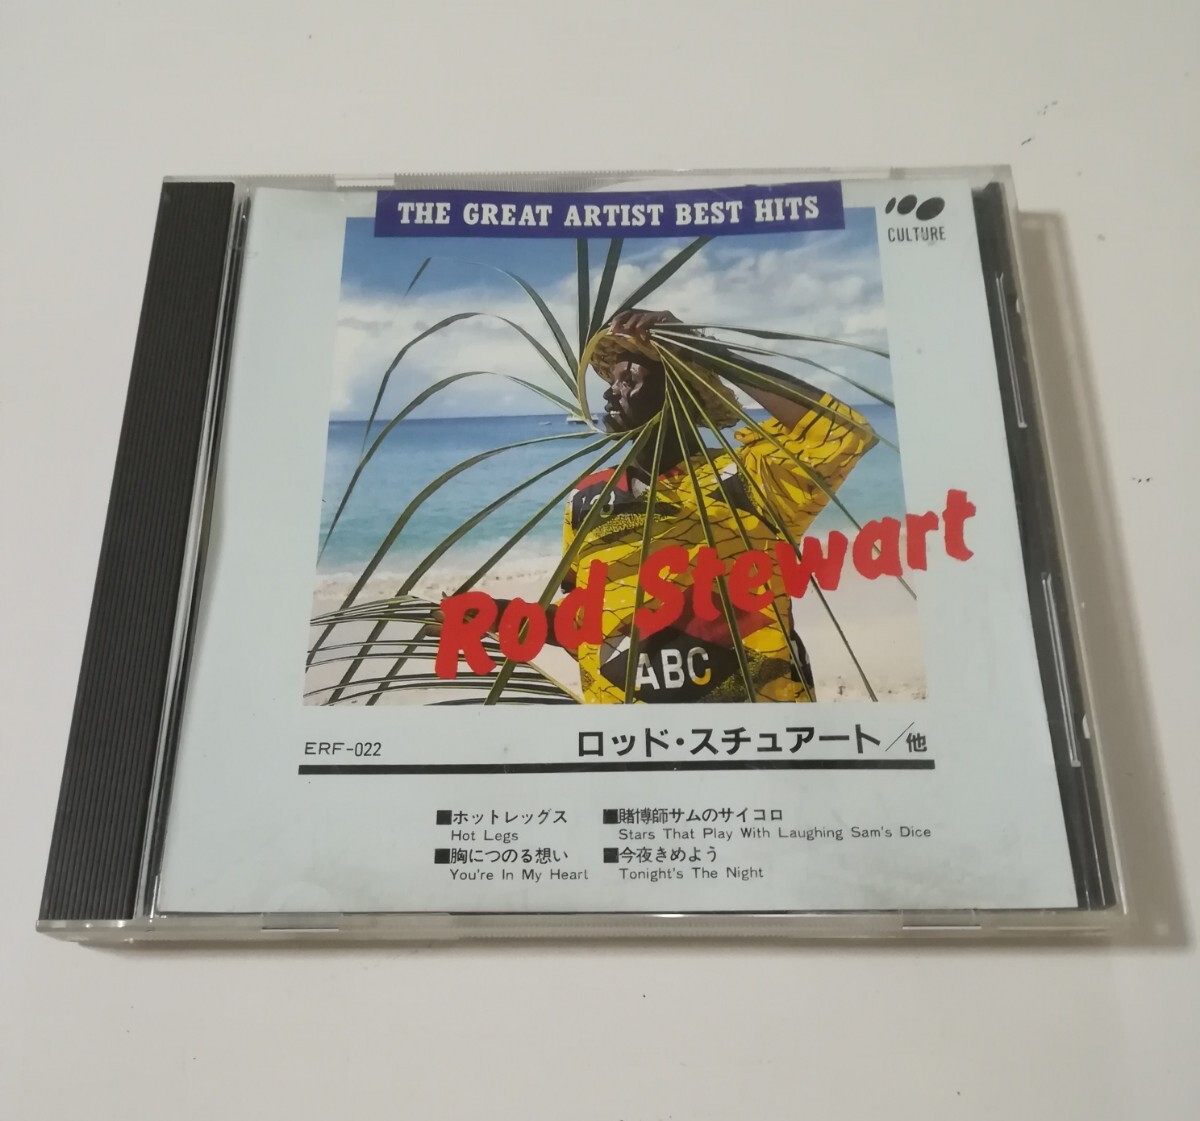 THE GREAT ARTIST BEST HITS
CULTURE
Rod Stewart
ABC
ERF-022
ロッド・スチュアート／他
■ホットレッグス
Hot Legs
■胸につのる想い
You're In My Heart
■賭博師サムのサイコロ
Stars That Play With Laughing Sam's Dice
■今夜きめよう
Tonight's The Night